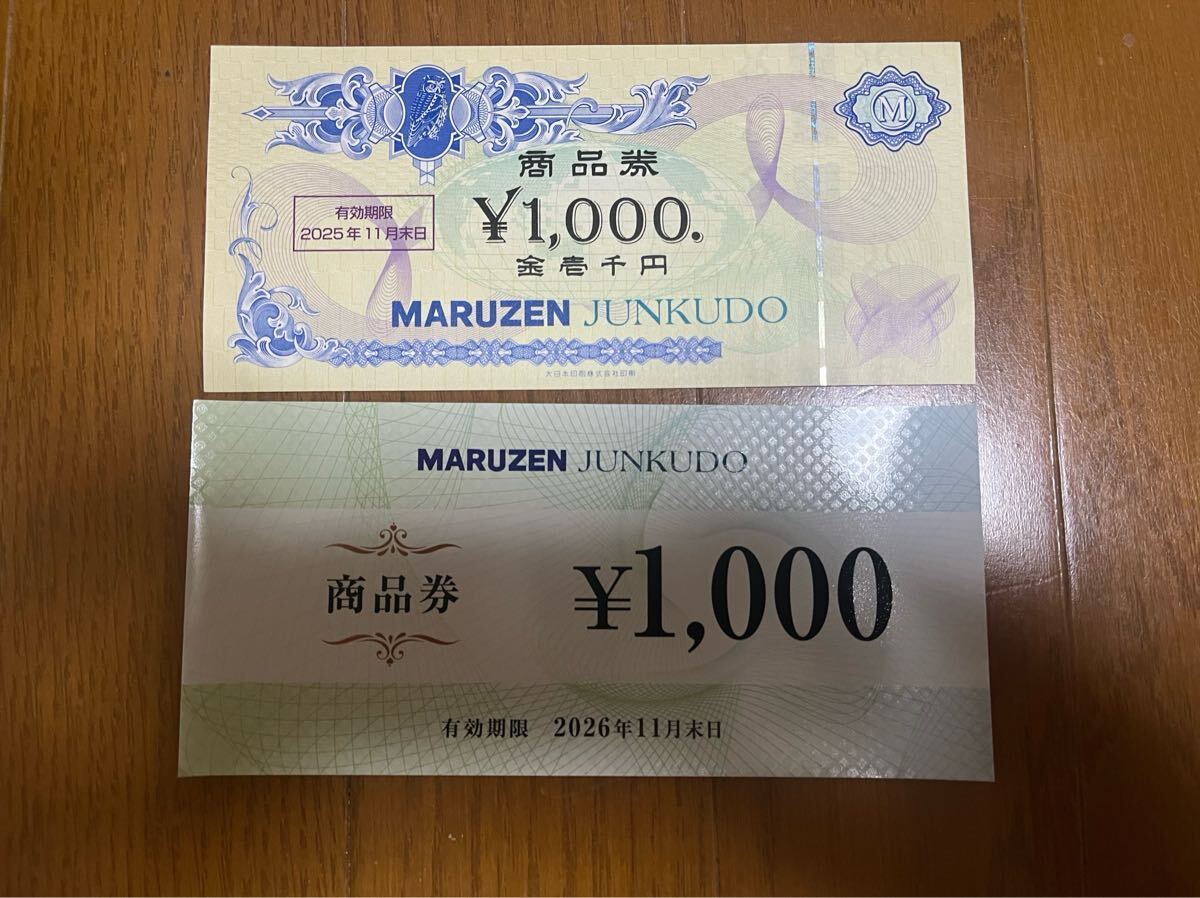 M
商品券
有効期限
2025年11月末日
¥1,000.
金壱千円
MARUZEN JUNKUDO
大日本印刷株式会社印刷
MARUZEN JUNKUDO
商品券
¥1,000
有効期限 2026年11月末日